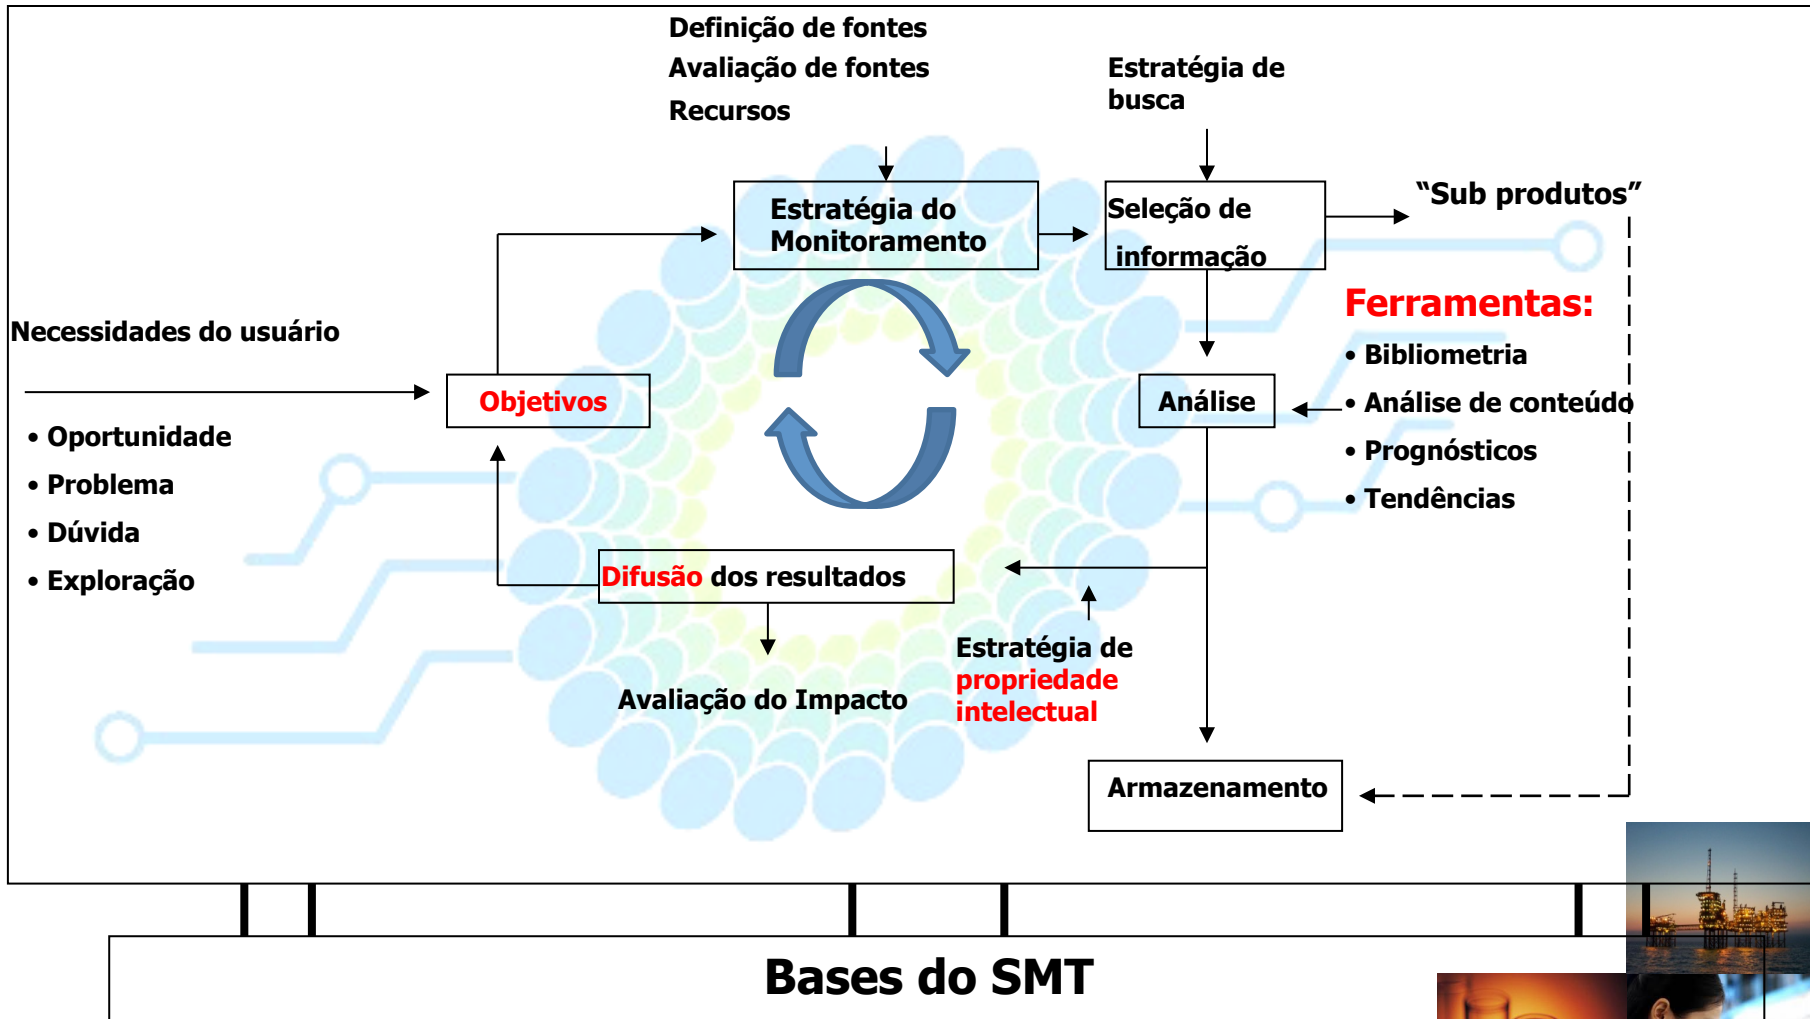 Definição de fontes
Avaliação de fontes
Recursos
Estratégia de
busca
Estratégia do
Monitoramento
Seleção de
informação
“Sub produtos”
Necessidades do usuário
Objetivos
• Oportunidade
• Problema
• Dúvida
• Exploração
Ferramentas:
• Bibliometria
• Análise de conteúdo
• Prognósticos
• Tendências
Análise
Difusão dos resultados
Avaliação do Impacto
Estratégia de
propriedade
intelectual
Armazenamento
Bases do SMT